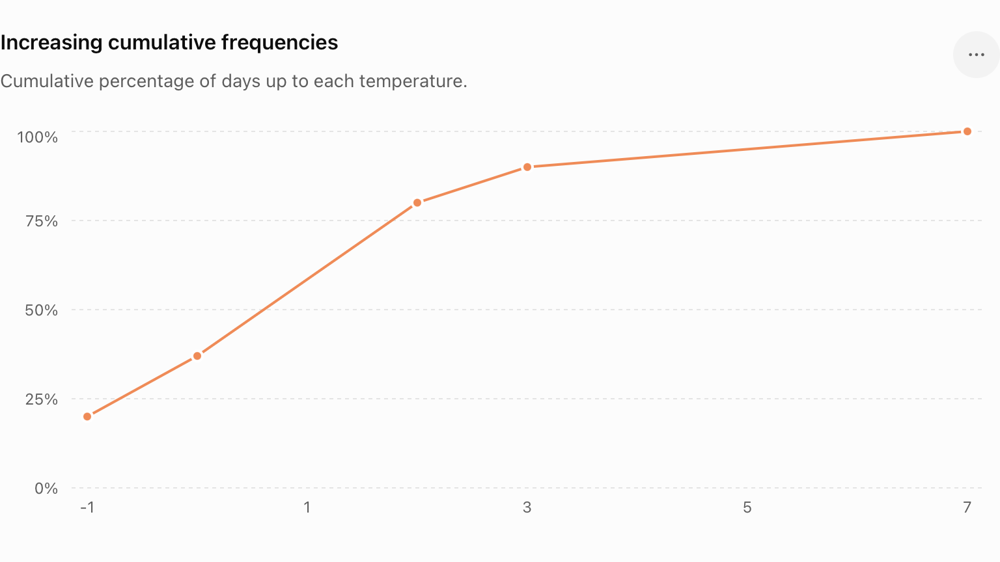 Increasing cumulative frequencies
Cumulative percentage of days up to each temperature.
100%
75%
50%
25%
0%
-1 1 3 5 7